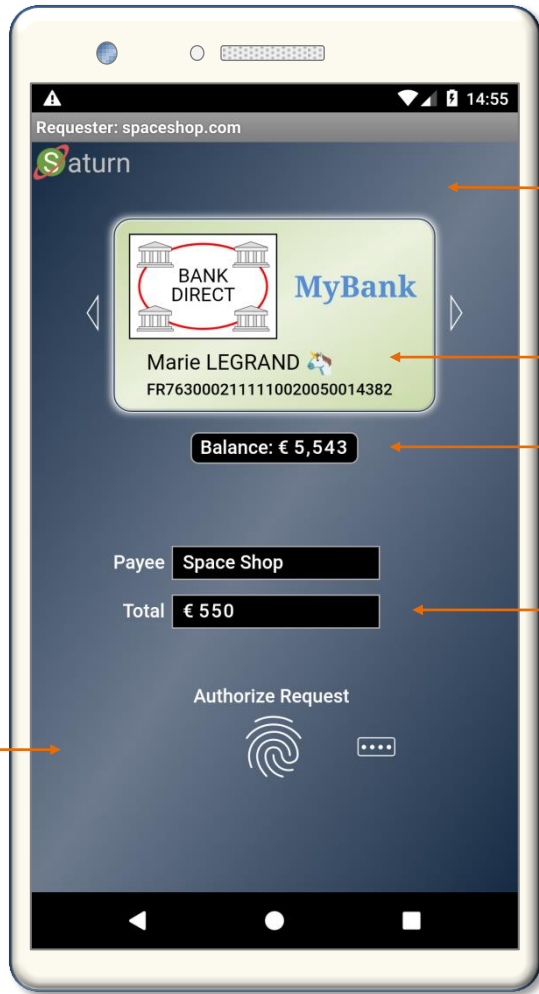 14:55
Requester: spaceshop.com
Saturn
BANK
DIRECT
MyBank
Marie LEGRAND 🦄
FR7630002111110020050014382
Balance: € 5,543
Payee Space Shop
Total € 550
Authorize Request